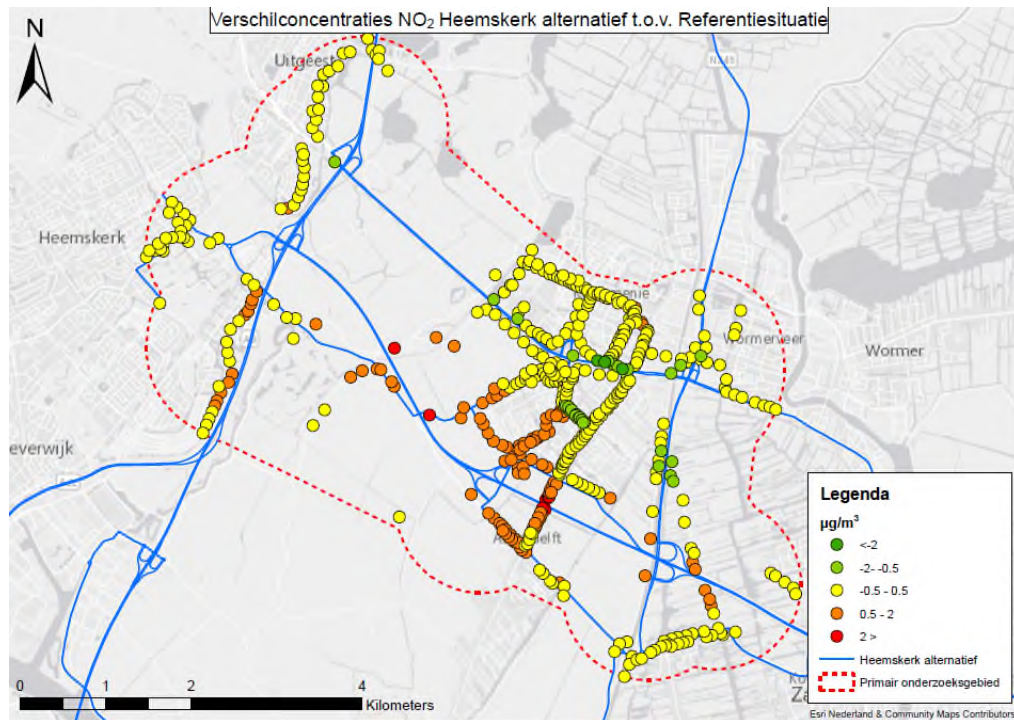 Verschilconcentraties NO₂ Heemskerk alternatief t.o.v. Referentiesituatie
N
Uitgeest
Heemskerk
Wormerveer
Wormer
everwijk
Legenda
µg/m³
<-2
-2- -0.5
-0.5 - 0.5
0.5 - 2
2 >
Heemskerk alternatief
Primair onderzoeksgebied
0 1 2 4
Kilometers
Za
Esri Nederland & Community Maps Contributors